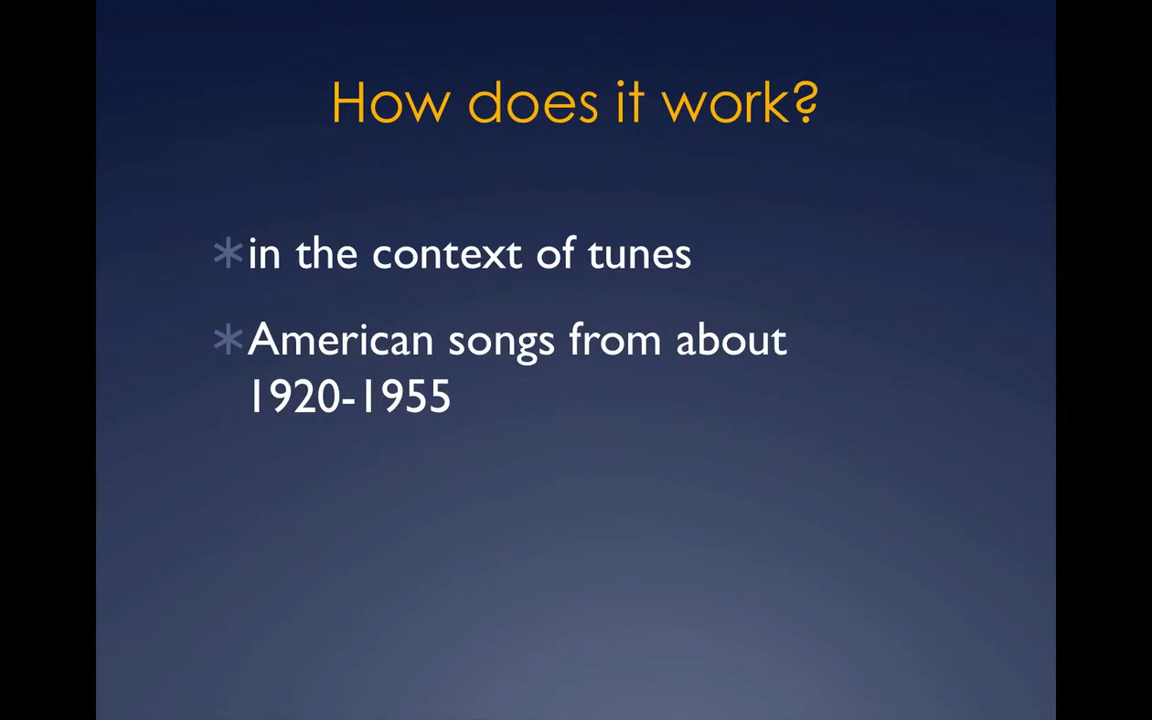 How does it work?
*in the context of tunes
*American songs from about
1920-1955